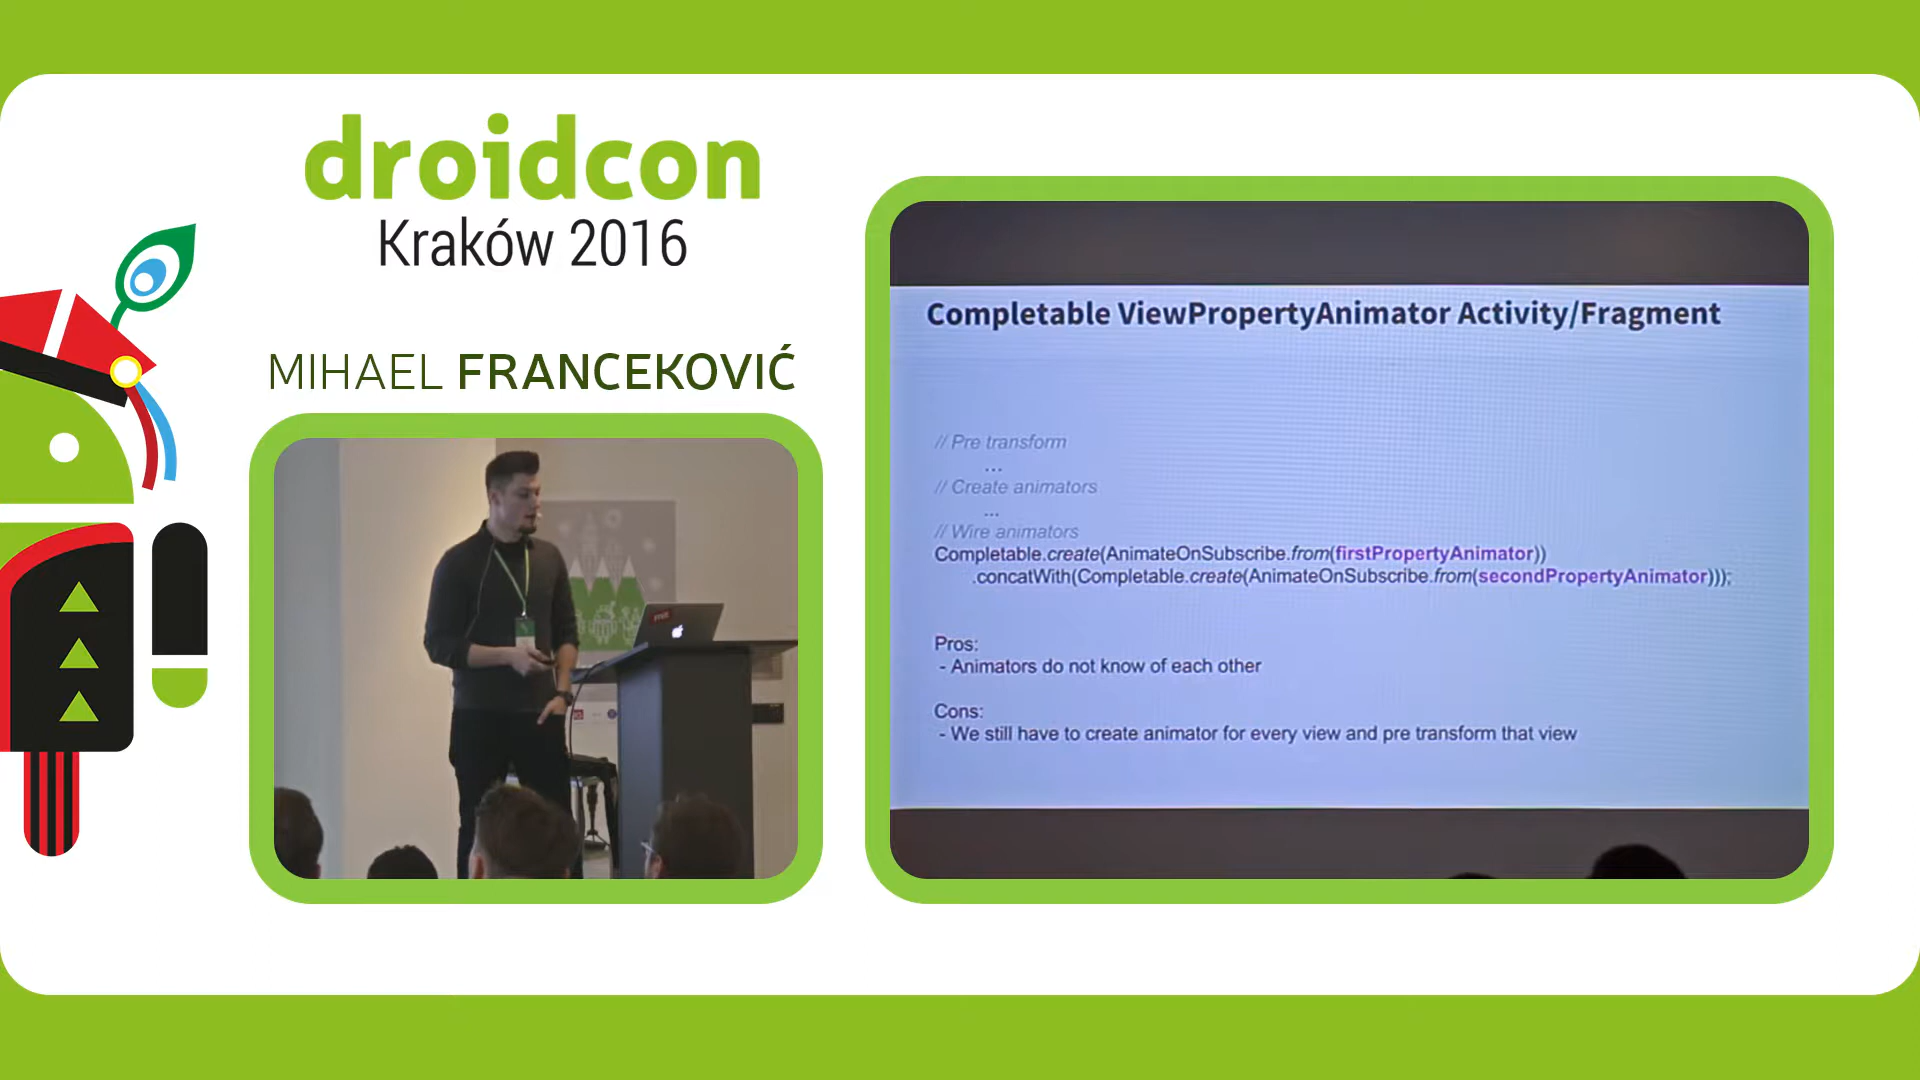 droidcon
Kraków 2016
MIHAEL FRANCEKOVIĆ
Completable ViewPropertyAnimator Activity/Fragment
// Pre transform
...
// Create animators
...
// Wire animators
Completable.create(AnimateOnSubscribe.from(firstPropertyAnimator))
.concatWith(Completable.create(AnimateOnSubscribe.from(secondPropertyAnimator)));
Pros:
- Animators do not know of each other
Cons:
- We still have to create animator for every view and pre transform that view